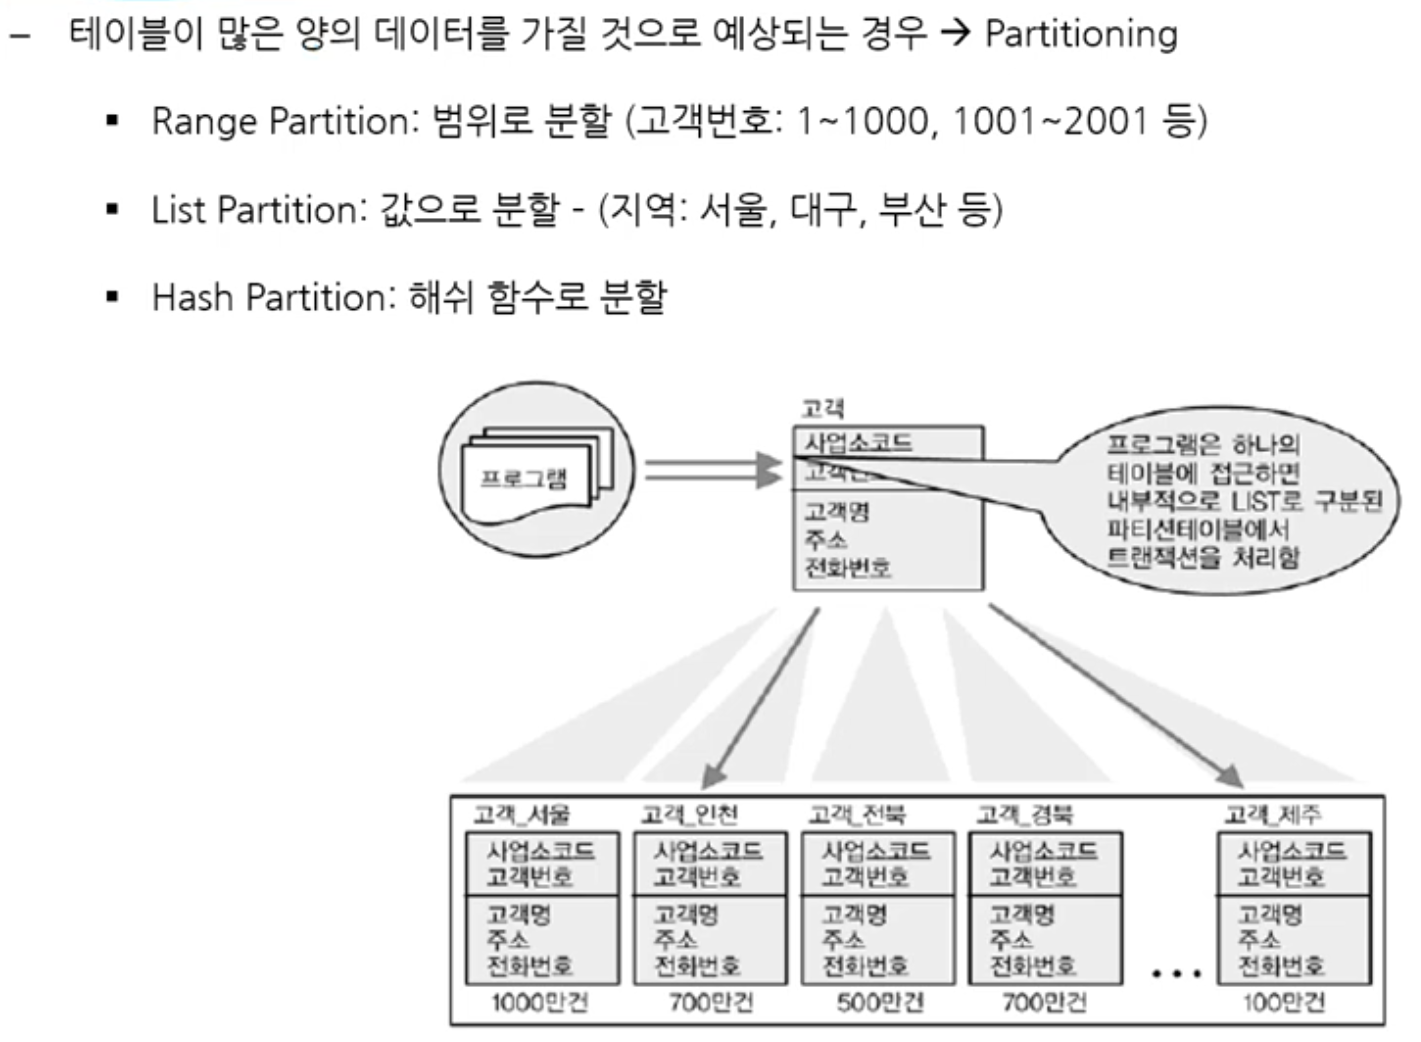 – 테이블이 많은 양의 데이터를 가질 것으로 예상되는 경우 → Partitioning
▪ Range Partition: 범위로 분할 (고객번호: 1~1000, 1001~2001 등)
▪ List Partition: 값으로 분할 - (지역: 서울, 대구, 부산 등)
▪ Hash Partition: 해쉬 함수로 분할
프로그램
고객
사업소코드
고객명
주소
전화번호
프로그램은 하나의
테이블에 접근하면
내부적으로 LIST로 구분된
파티션테이블에서
트랜잭션을 처리함
고객_서울
사업소코드
고객번호
고객명
주소
전화번호
1000만건
고객_인천
사업소코드
고객번호
고객명
주소
전화번호
700만건
고객_전북
사업소코드
고객번호
고객명
주소
전화번호
500만건
고객_경북
사업소코드
고객번호
고객명
주소
전화번호
700만건
...
고객_제주
사업소코드
고객번호
고객명
주소
전화번호
100만건